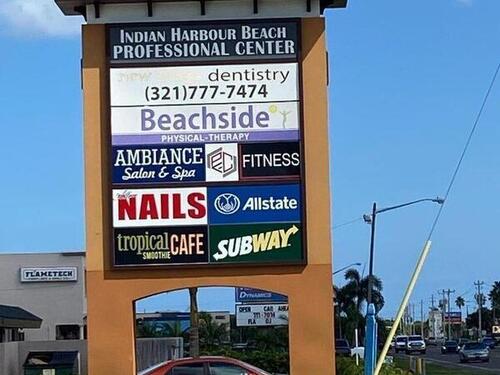 INDIAN HARBOUR BEACH
PROFESSIONAL CENTER
dentistry
(321)777-7474
Beachside
PHYSICAL-THERAPY
AMBIANCE
Salon & Spa
FITNESS
NAILS
Allstate
tropical CAFE
SMOOTHIE
SUBWAY
FLAMETECH
DYNAMICS